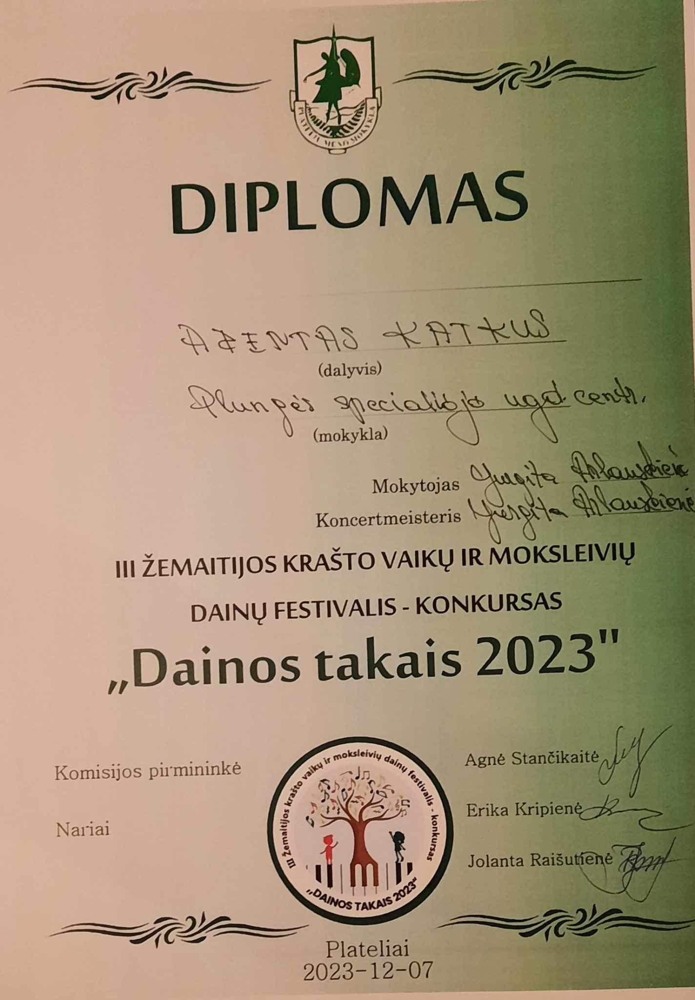 PLATELIŲ MENO MOKYKLA
DIPLOMAS
KATKUS
(dalyvis)
Plungės specialiojo ugd. centr.
(mokykla)
Mokytojas Jurgita Arlauskienė
Koncertmeisteris Jurgita Arlauskienė
III ŽEMAITIJOS KRAŠTO VAIKŲ IR MOKSLEIVIŲ
DAINŲ FESTIVALIS - KONKURSAS
„Dainos takais 2023"
Komisijos pirmininkė
Agnė Stančikaitė
Nariai
Erika Kripienė
Jolanta Raišutienė
III Žemaitijos krašto vaikų ir moksleivių dainų festivalis - konkursas
„DAINOS TAKAIS 2023"
Plateliai
2023-12-07